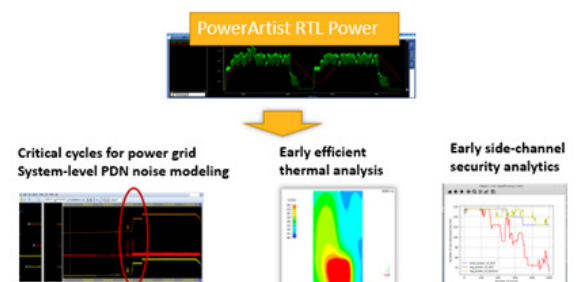 PowerArtist RTL Power
Critical cycles for power grid
System-level PDN noise modeling
Early efficient
thermal analysis
Early side-channel
security analytics